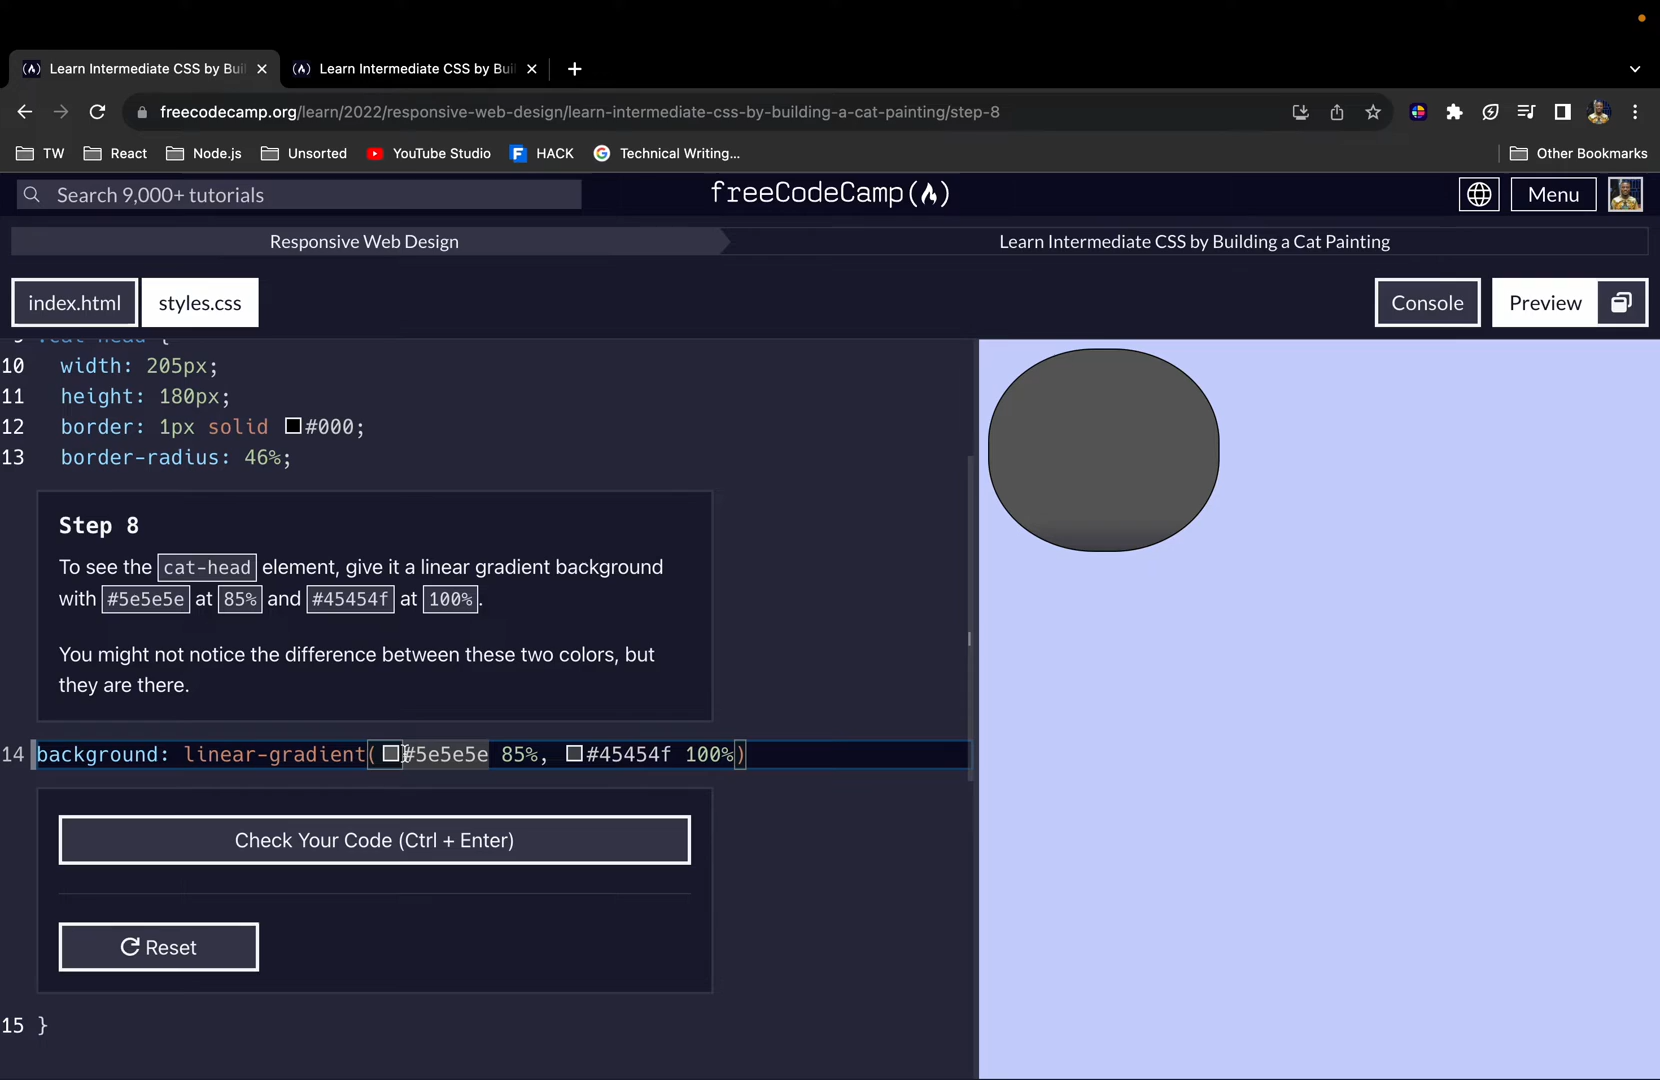 Learn Intermediate CSS by Buil
Learn Intermediate CSS by Buil
freecodecamp.org/learn/2022/responsive-web-design/learn-intermediate-css-by-building-a-cat-painting/step-8
TW React Node.js Unsorted YouTube Studio HACK Technical Writing... Other Bookmarks
Search 9,000+ tutorials
freeCodeCamp
Menu
Responsive Web Design
Learn Intermediate CSS by Building a Cat Painting
index.html
styles.css
Console
Preview
9 .cat-head {
10 width: 205px;
11 height: 180px;
12 border: 1px solid #000;
13 border-radius: 46%;
Step 8
To see the cat-head element, give it a linear gradient background
with #5e5e5e at 85% and #45454f at 100%.
You might not notice the difference between these two colors, but
they are there.
14 background: linear-gradient(#5e5e5e 85%, #45454f 100%)
Check Your Code (Ctrl + Enter)
Reset
15 }